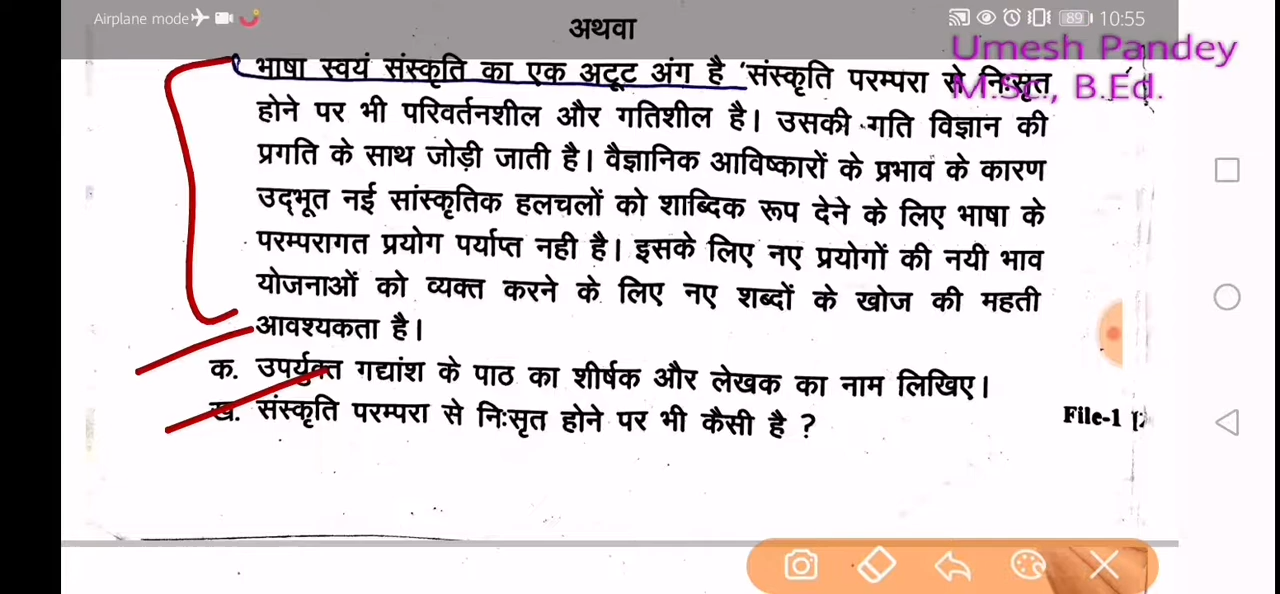 Airplane mode
89 10:55
अथवा
Umesh Pandey
M.Sc., B.Ed.
भाषा स्वयं संस्कृति का एक अटूट अंग है 'संस्कृति परम्परा से निःसृत
होने पर भी परिवर्तनशील और गतिशील है। उसकी गति विज्ञान की
प्रगति के साथ जोड़ी जाती है। वैज्ञानिक आविष्कारों के प्रभाव के कारण
उद्भूत नई सांस्कृतिक हलचलों को शाब्दिक रूप देने के लिए भाषा के
परम्परागत प्रयोग पर्याप्त नही है। इसके लिए नए प्रयोगों की नयी भाव
योजनाओं को व्यक्त करने के लिए नए शब्दों के खोज की महती
आवश्यकता है।
क. उपर्युक्त गद्यांश के पाठ का शीर्षक और लेखक का नाम लिखिए।
ख. संस्कृति परम्परा से निःसृत होने पर भी कैसी है ?
File-1